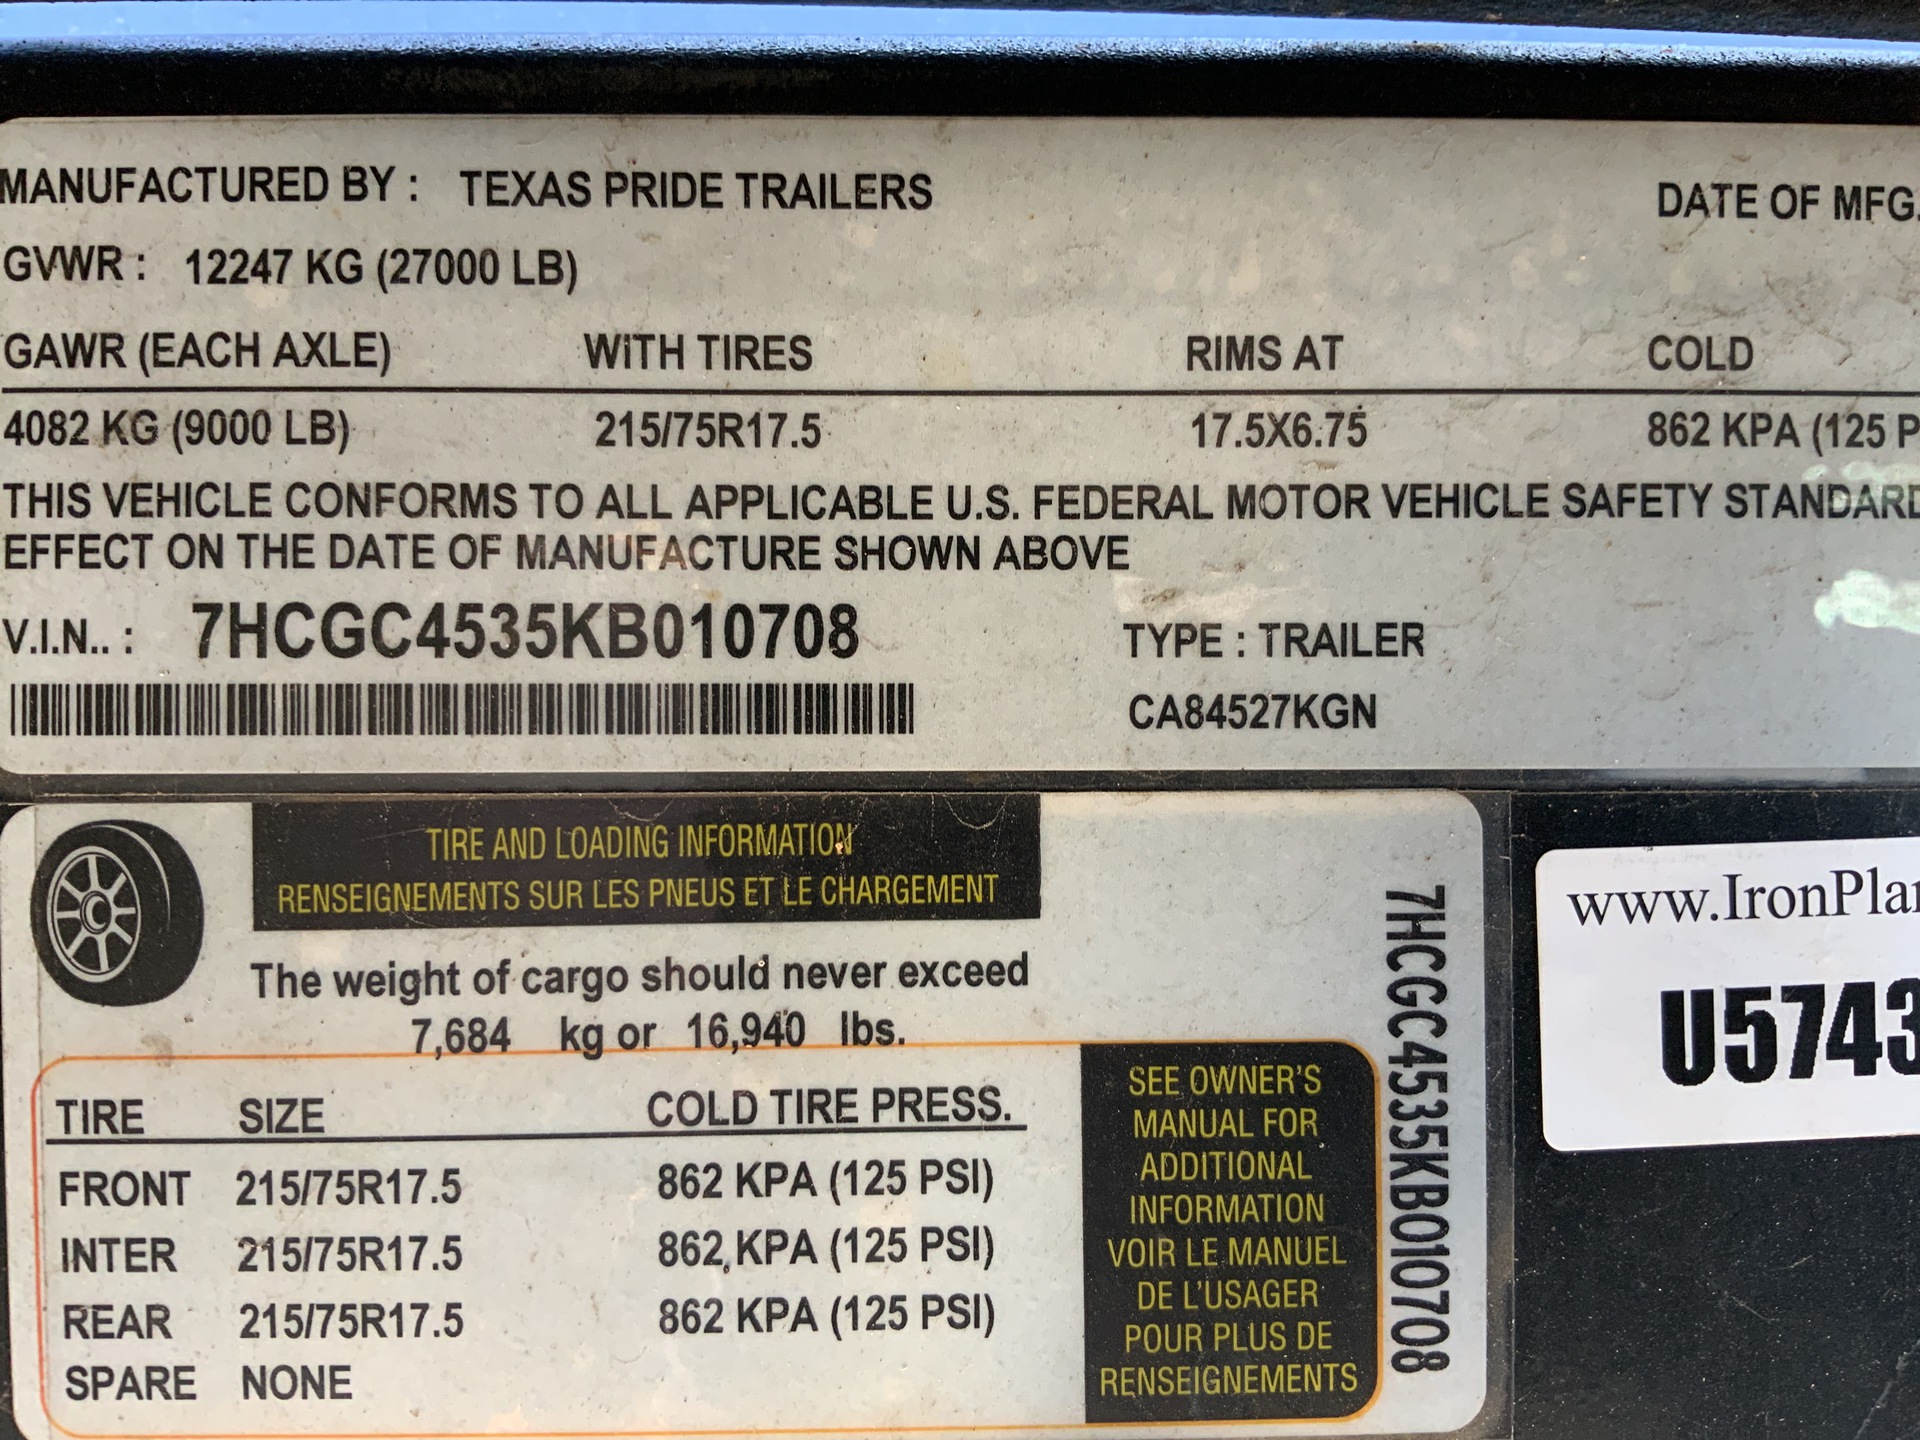 MANUFACTURED BY : TEXAS PRIDE TRAILERS DATE OF MFG.
GVWR : 12247 KG (27000 LB)
GAWR (EACH AXLE) WITH TIRES RIMS AT COLD
4082 KG (9000 LB) 215/75R17.5 17.5X6.75 862 KPA (125 P
THIS VEHICLE CONFORMS TO ALL APPLICABLE U.S. FEDERAL MOTOR VEHICLE SAFETY STANDARD
EFFECT ON THE DATE OF MANUFACTURE SHOWN ABOVE
V.I.N.. : 7HCGC4535KB010708 TYPE : TRAILER
CA84527KGN
TIRE AND LOADING INFORMATION
RENSEIGNEMENTS SUR LES PNEUS ET LE CHARGEMENT
The weight of cargo should never exceed
7,684 kg or 16,940 lbs.
TIRE SIZE COLD TIRE PRESS.
FRONT 215/75R17.5 862 KPA (125 PSI)
INTER 215/75R17.5 862 KPA (125 PSI)
REAR 215/75R17.5 862 KPA (125 PSI)
SPARE NONE
SEE OWNER'S
MANUAL FOR
ADDITIONAL
INFORMATION
VOIR LE MANUEL
DE L'USAGER
POUR PLUS DE
RENSEIGNEMENTS
7HCGC4535KB010708
www.IronPla
U5743